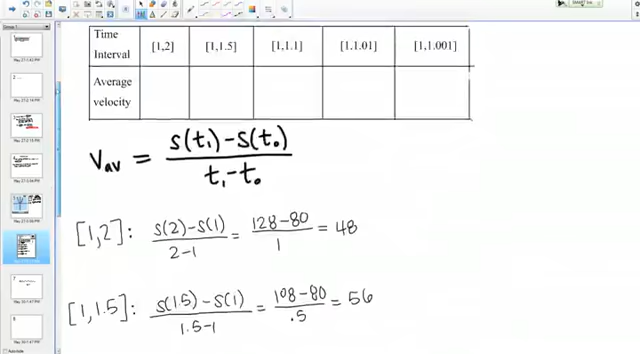 Time Interval [1,2] [1,1.5] [1,1.1] [1,1.01] [1,1.001]
Average velocity
Vav = s(t₁)-s(t₀) / t₁-t₀
[1,2]: s(2)-s(1) / 2-1 = 128-80 / 1 = 48
[1,1.5]: s(1.5)-s(1) / 1.5-1 = 108-80 / .5 = 56